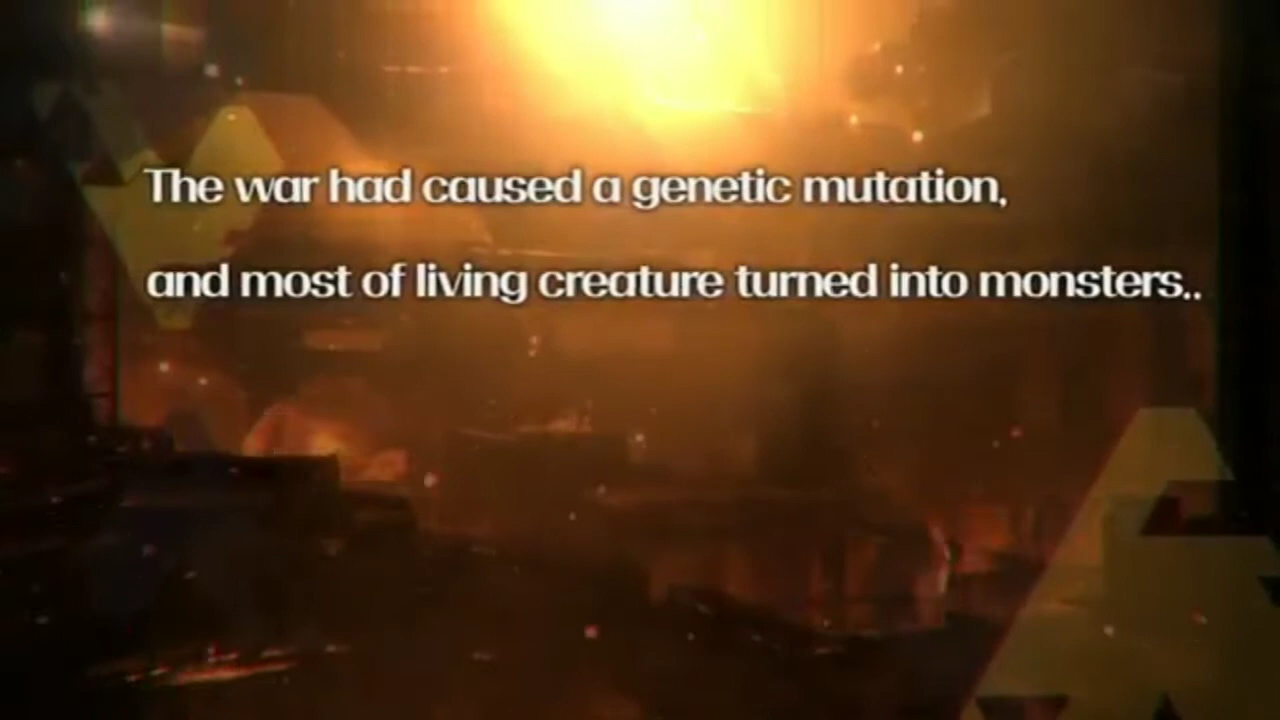 The war had caused a genetic mutation,
and most of living creature turned into monsters..